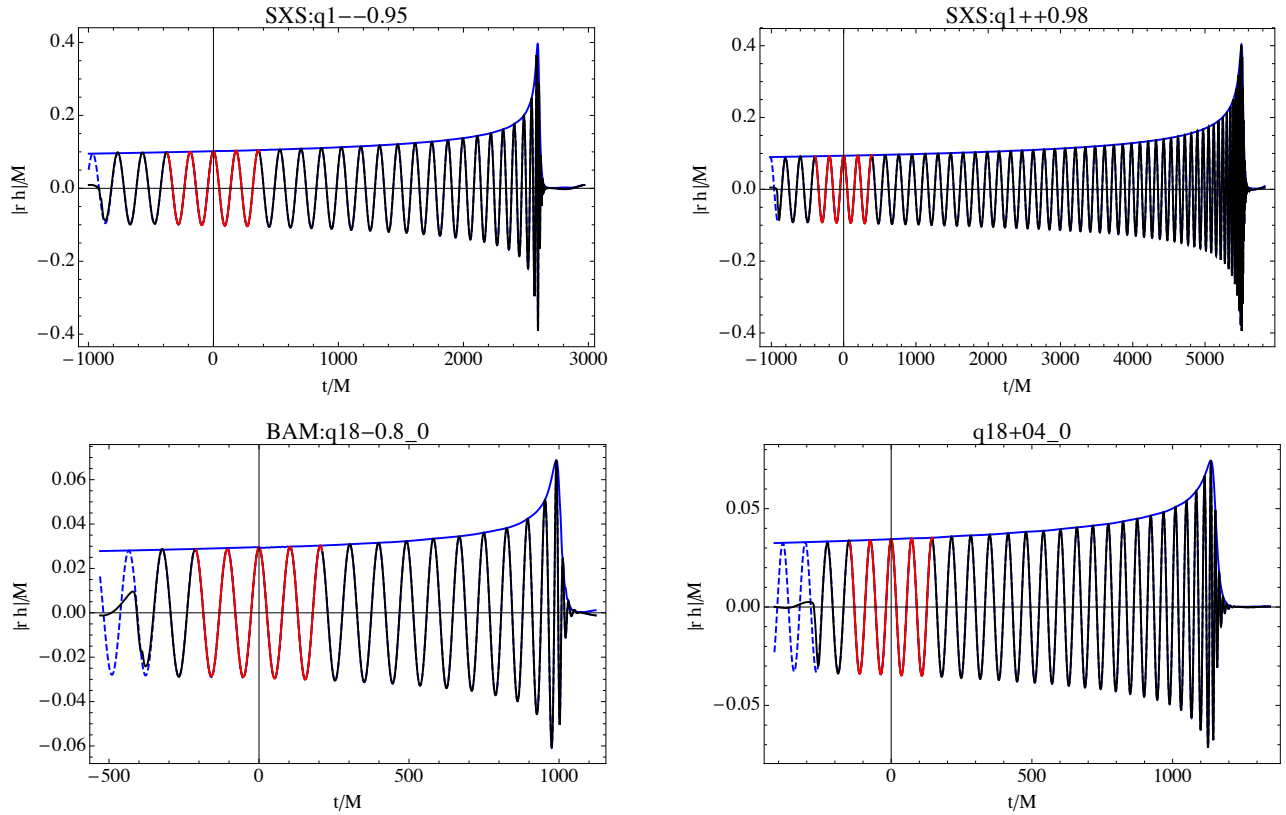 SXS:q1--0.95
0.4
0.2
0.0
−0.2
−0.4
|r h|/M
−1000 0 1000 2000 3000
t/M
SXS:q1++0.98
0.4
0.2
0.0
−0.2
−0.4
|r h|/M
−1000 0 1000 2000 3000 4000 5000
t/M
BAM:q18-0.8_0
0.06
0.04
0.02
0.00
−0.02
−0.04
−0.06
|r h|/M
−500 0 500 1000
t/M
q18+04_0
0.05
0.00
−0.05
|r h|/M
0 500 1000
t/M